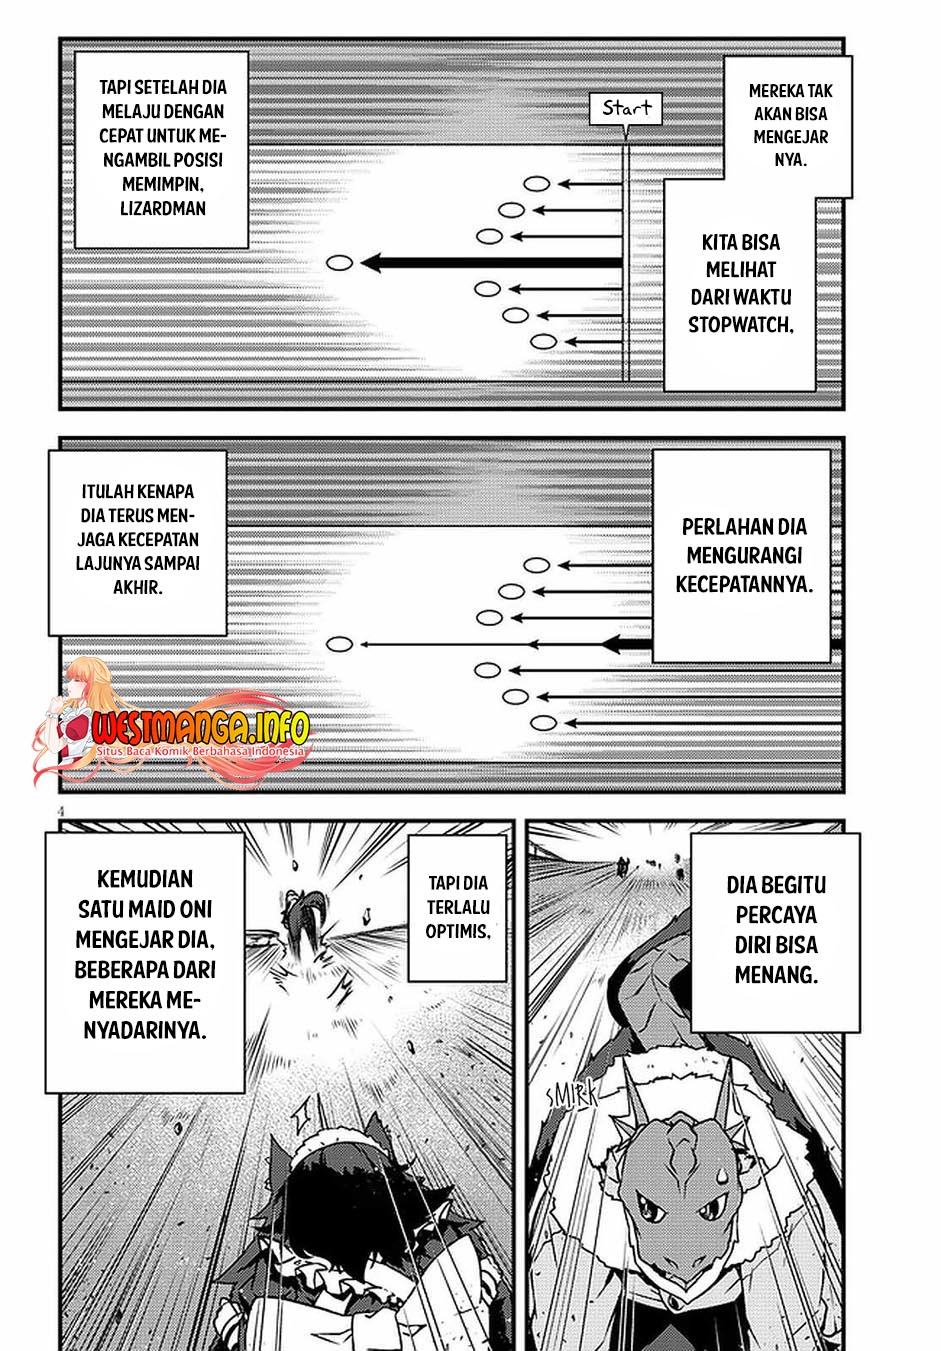 MEREKA TAK
AKAN BISA
MENGEJAR
NYA.
KITA BISA
MELIHAT
DARI WAKTU
STOPWATCH,
Start
TAPI SETELAH DIA
MELAJU DENGAN
CEPAT UNTUK ME-
NGAMBIL POSISI
MEMIMPIN,
LIZARDMAN
PERLAHAN DIA
MENGURANGI
KECEPATANNYA.
ITULAH KENAPA
DIA TERUS MEN-
JAGA KECEPATAN
LAJUNYA SAMPAI
AKHIR.
WESTMANGA.INFO
Situs Baca Komik Berbahasa Indonesia
4
DIA BEGITU
PERCAYA
DIRI BISA
MENANG.
SMIRK
TAPI DIA
TERLALU
OPTIMIS,
KEMUDIAN
SATU MAID ONI
MENGEJAR DIA,
BEBERAPA DARI
MEREKA ME-
NYADARINYA.